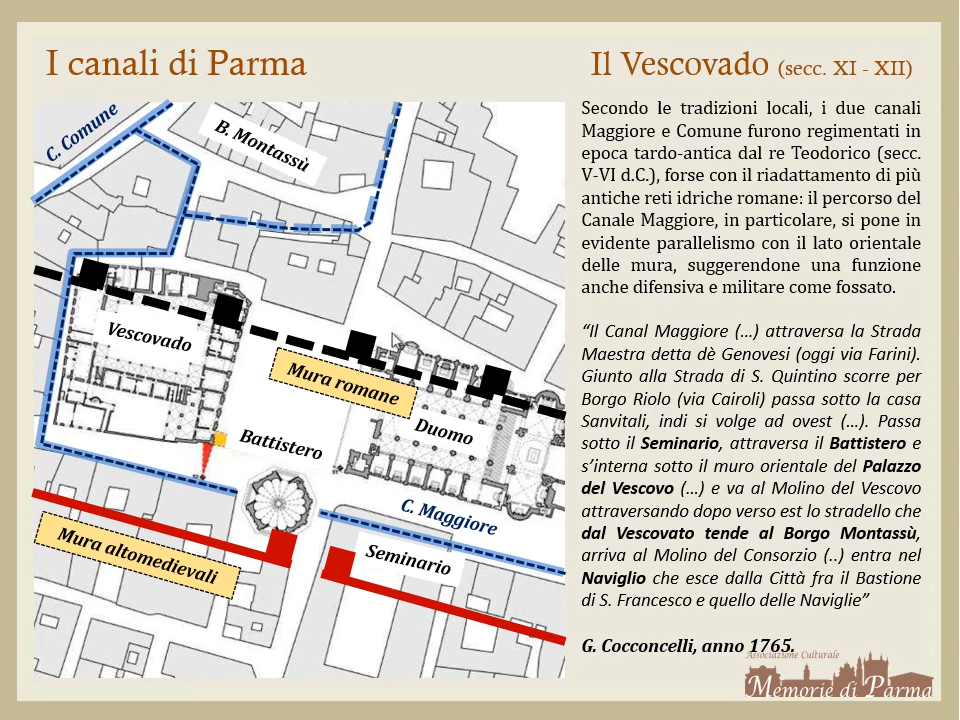 I canali di Parma
Il Vescovado (secc. XI - XII)
C. Comune
B. Montassù
Vescovado
Mura romane
Duomo
Battistero
C. Maggiore
Mura altomedievali
Seminario
Secondo le tradizioni locali, i due canali
Maggiore e Comune furono regimentati in
epoca tardo-antica dal re Teodorico (secc.
V-VI d.C.), forse con il riadattamento di più
antiche reti idriche romane: il percorso del
Canale Maggiore, in particolare, si pone in
evidente parallelismo con il lato orientale
delle mura, suggerendone una funzione
anche difensiva e militare come fossato.
“Il Canal Maggiore (…) attraversa la Strada
Maestra detta dè Genovesi (oggi via Farini).
Giunto alla Strada di S. Quintino scorre per
Borgo Riolo (via Cairoli) passa sotto la casa
Sanvitali, indi si volge ad ovest (…). Passa
sotto il Seminario, attraversa il Battistero e
s’interna sotto il muro orientale del Palazzo
del Vescovo (…) e va al Molino del Vescovo
attraversando dopo verso est lo stradello che
dal Vescovato tende al Borgo Montassù,
arriva al Molino del Consorzio (..) entra nel
Naviglio che esce dalla Città fra il Bastione
di S. Francesco e quello delle Naviglie”
G. Cocconcelli, anno 1765.
Associazione Culturale
Memorie di Parma